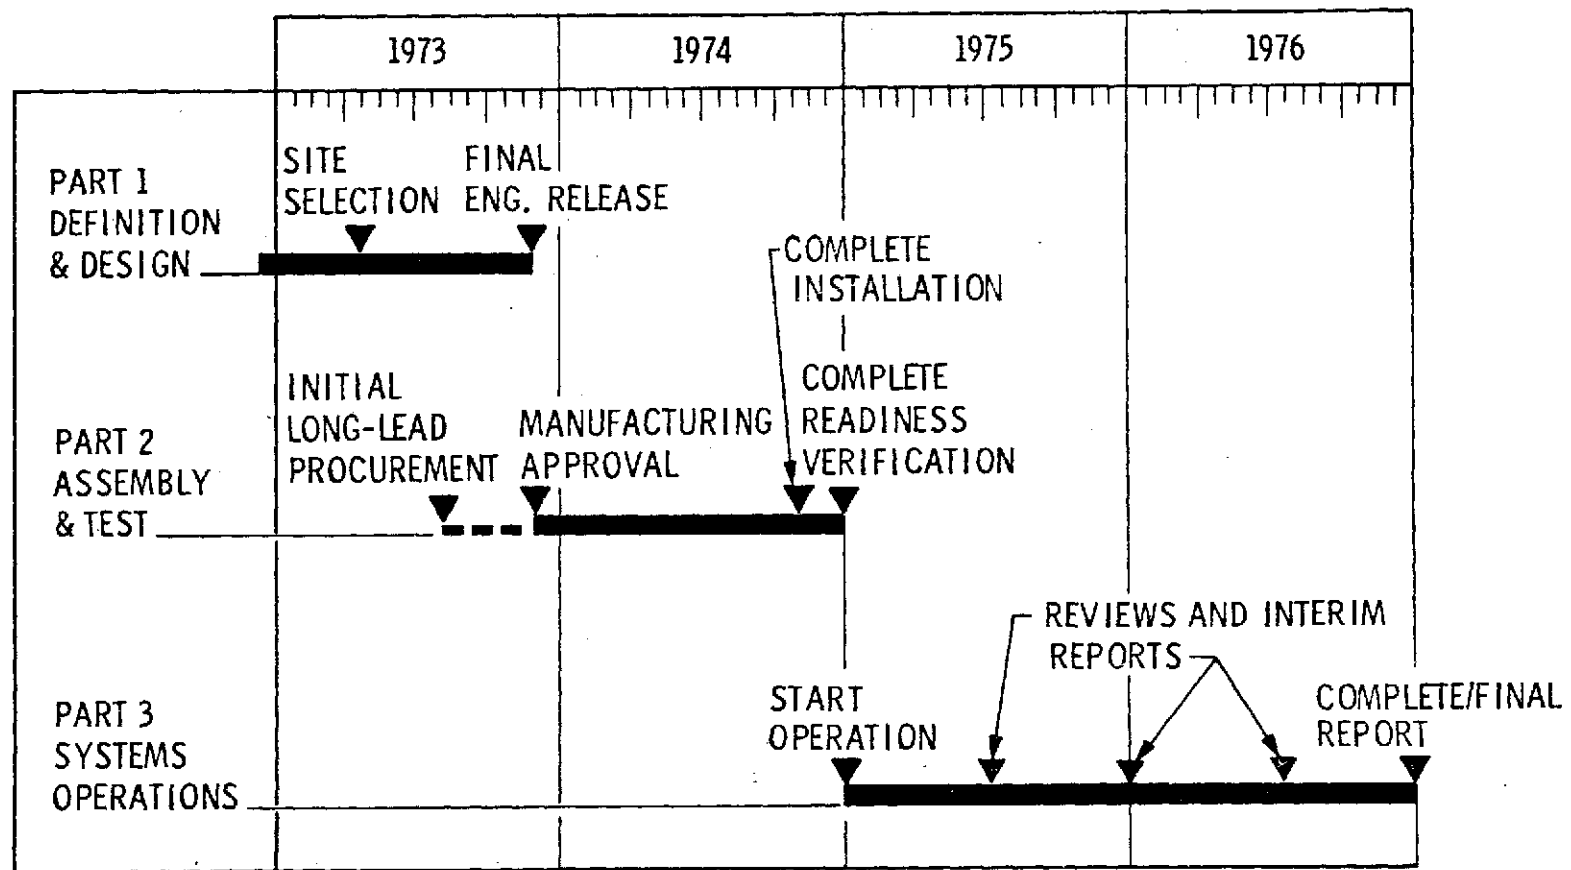 1973 1974 1975 1976
PART 1
DEFINITION
& DESIGN
SITE
SELECTION
FINAL
ENG. RELEASE
COMPLETE
INSTALLATION
PART 2
ASSEMBLY
& TEST
INITIAL
LONG-LEAD
PROCUREMENT
MANUFACTURING
APPROVAL
COMPLETE
READINESS
VERIFICATION
PART 3
SYSTEMS
OPERATIONS
START
OPERATION
REVIEWS AND INTERIM
REPORTS
COMPLETE/FINAL
REPORT